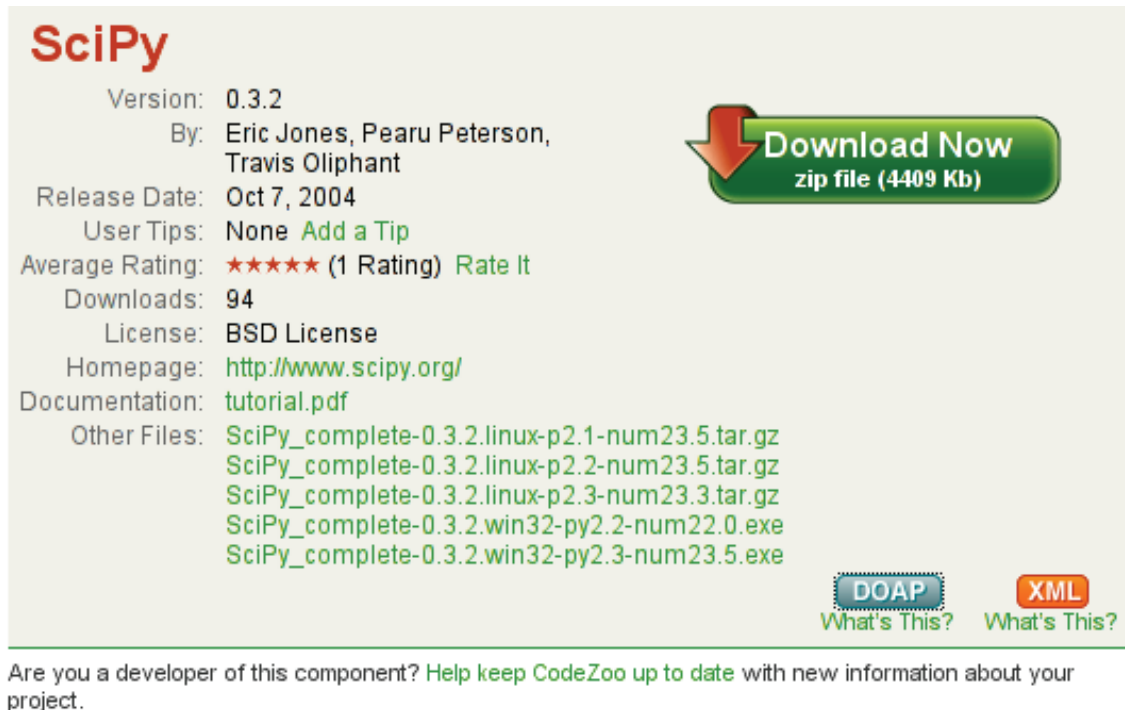 SciPy
Version: 0.3.2
By: Eric Jones, Pearu Peterson,
Travis Oliphant
Release Date: Oct 7, 2004
User Tips: None Add a Tip
Average Rating: ★★★★★ (1 Rating) Rate It
Downloads: 94
License: BSD License
Homepage: http://www.scipy.org/
Documentation: tutorial.pdf
Other Files: SciPy_complete-0.3.2.linux-p2.1-num23.5.tar.gz
SciPy_complete-0.3.2.linux-p2.2-num23.5.tar.gz
SciPy_complete-0.3.2.linux-p2.3-num23.3.tar.gz
SciPy_complete-0.3.2.win32-py2.2-num22.0.exe
SciPy_complete-0.3.2.win32-py2.3-num23.5.exe
Download Now
zip file (4409 Kb)
DOAP
What's This?
XML
What's This?
Are you a developer of this component? Help keep CodeZoo up to date with new information about your
project.